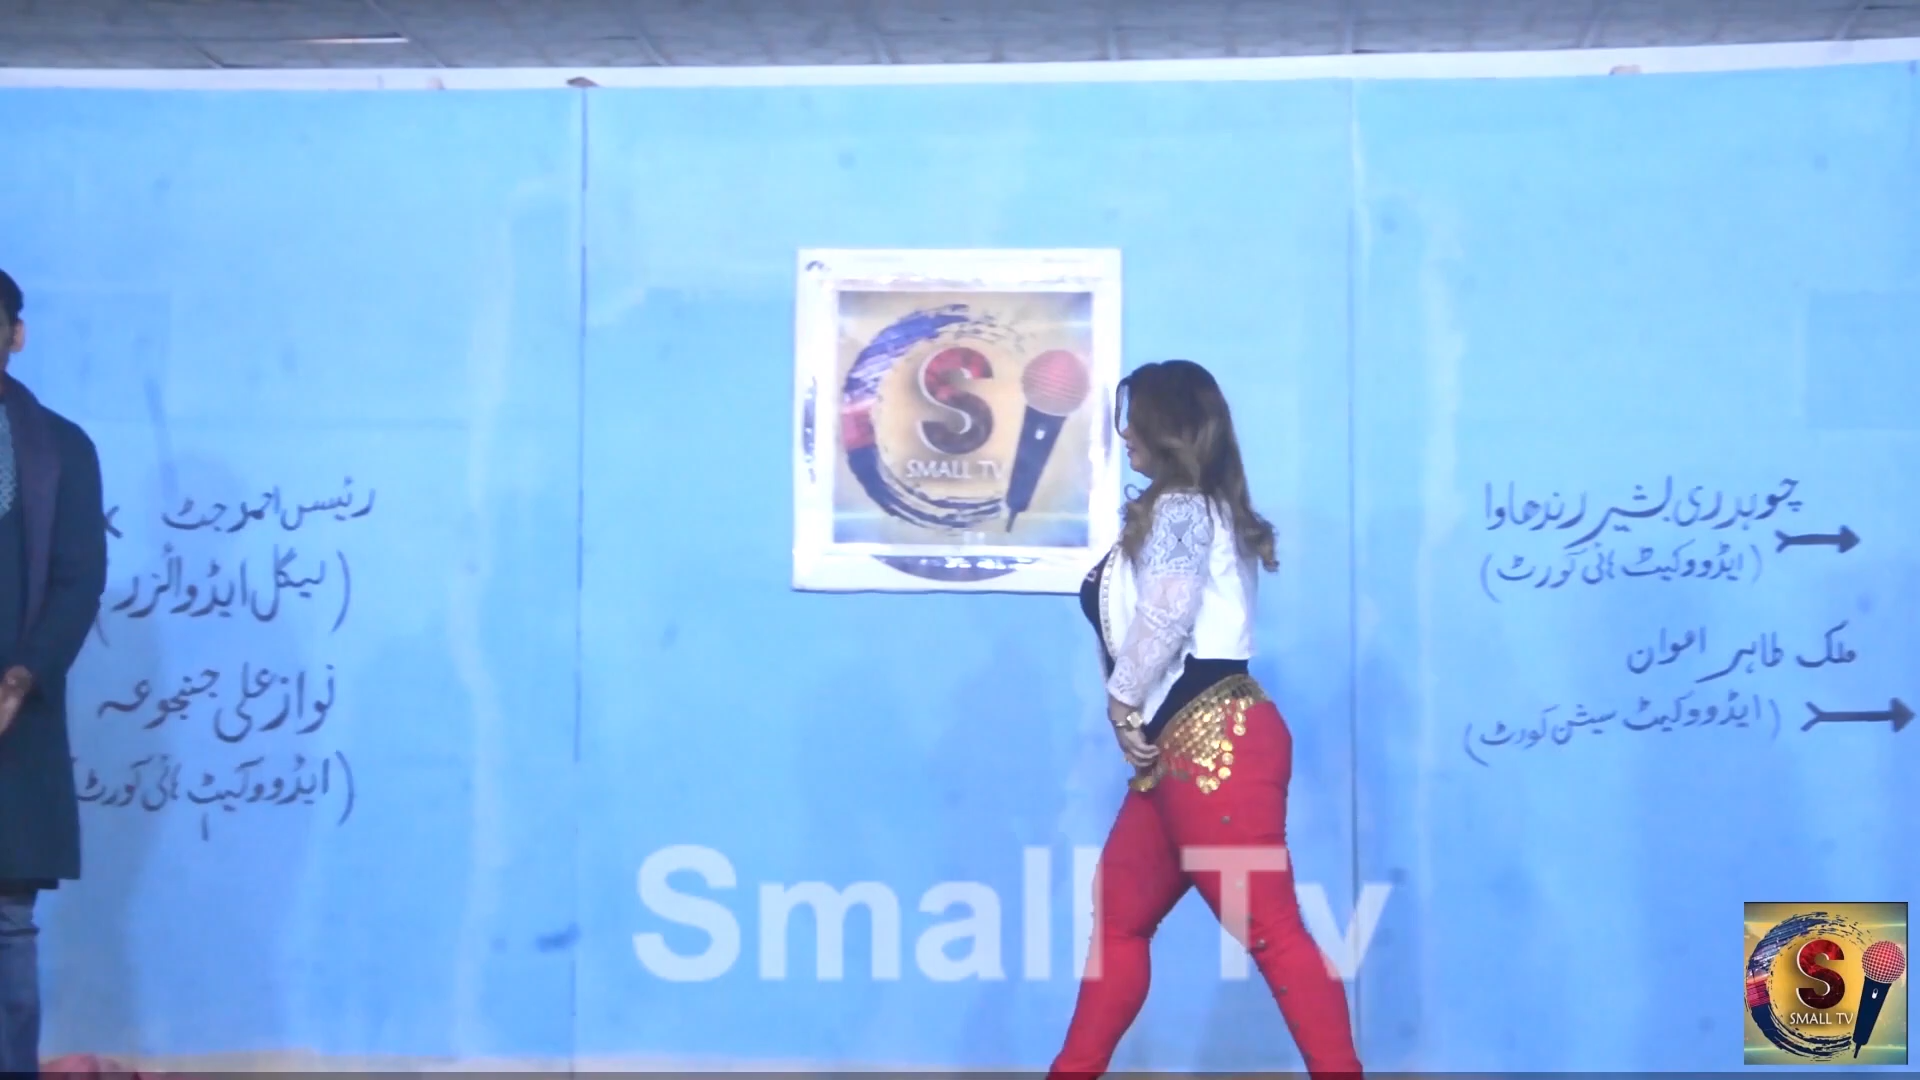 رئیس احمد جٹ
(لیگل ایڈوائزر)
نواز علی جنجوعہ
(ایڈووکیٹ ہائی کورٹ)
S
SMALL TV
چوہدری بشیر رندھاوا
(ایڈووکیٹ ہائی کورٹ)
ملک طاہر اعوان
(ایڈووکیٹ سیشن کورٹ)
Small Tv
S
SMALL TV